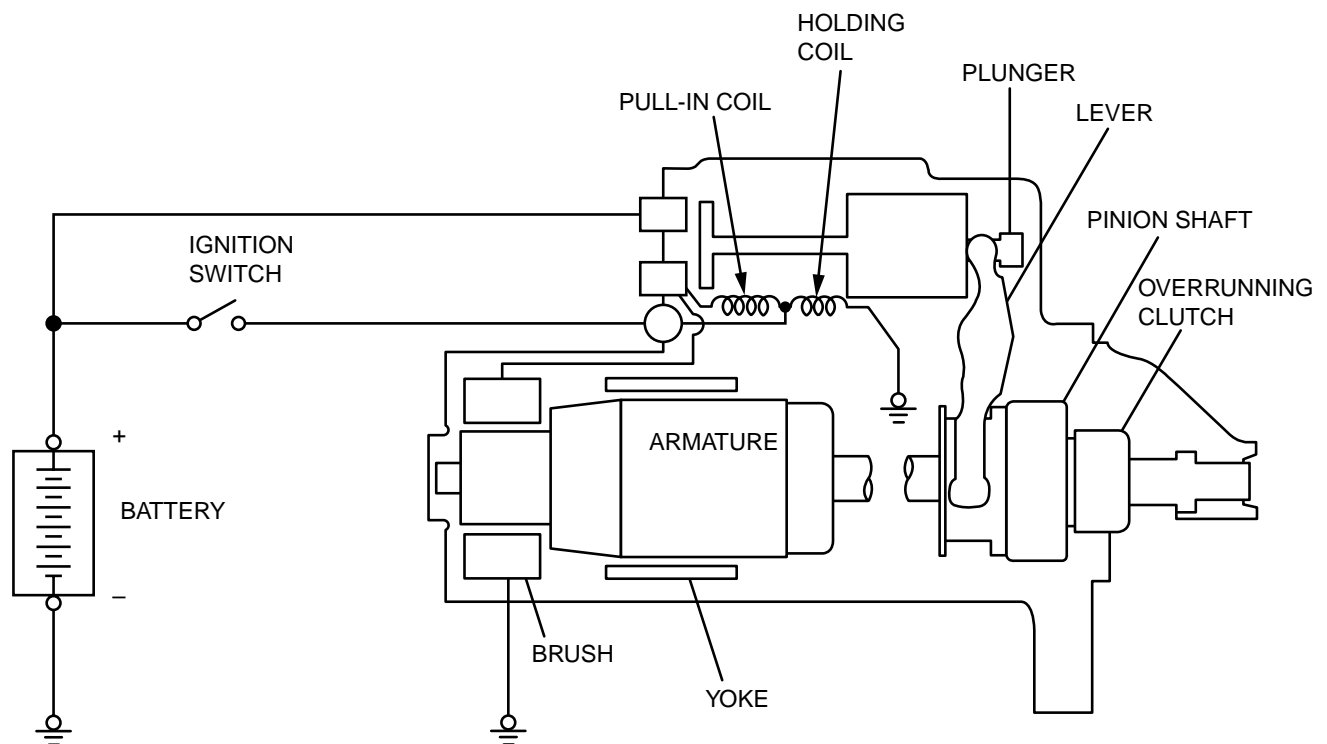 HOLDING
COIL
PLUNGER
PULL-IN COIL
LEVER
PINION SHAFT
IGNITION
SWITCH
OVERRUNNING
CLUTCH
ARMATURE
+
BATTERY
–
BRUSH
YOKE